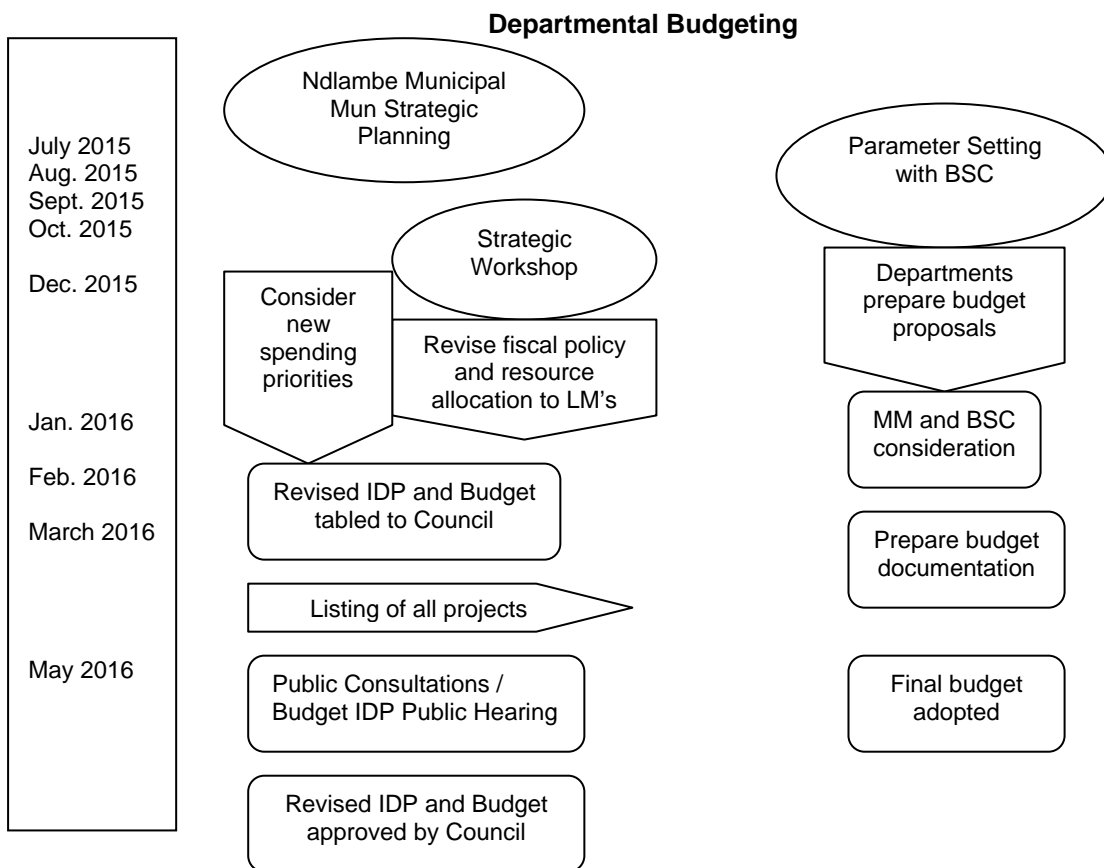 Departmental Budgeting
July 2015
Aug. 2015
Sept. 2015
Oct. 2015
Dec. 2015
Jan. 2016
Feb. 2016
March 2016
May 2016
Ndlambe Municipal
Mun Strategic
Planning
Strategic
Workshop
Consider
new
spending
priorities
Revise fiscal policy
and resource
allocation to LM's
Revised IDP and Budget
tabled to Council
Listing of all projects
Public Consultations /
Budget IDP Public Hearing
Revised IDP and Budget
approved by Council
Parameter Setting
with BSC
Departments
prepare budget
proposals
MM and BSC
consideration
Prepare budget
documentation
Final budget
adopted